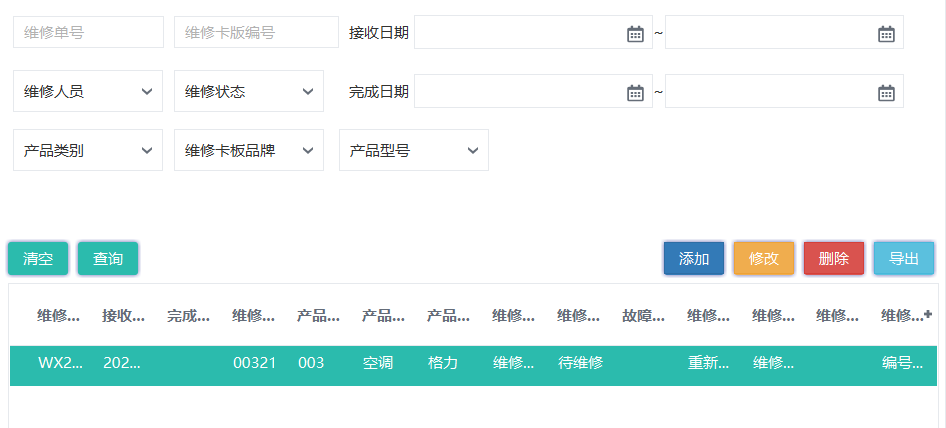 维修单号 维修卡版编号 接收日期 ~
维修人员 维修状态 完成日期 ~
产品类别 维修卡板品牌 产品型号
清空 查询 添加 修改 删除 导出
维修... 接收... 完成... 维修... 产品... 产品... 产品... 维修... 维修... 故障... 维修... 维修... 维修... 维修...
WX2... 202... 00321 003 空调 格力 维修... 待维修 重新... 维修... 编号...